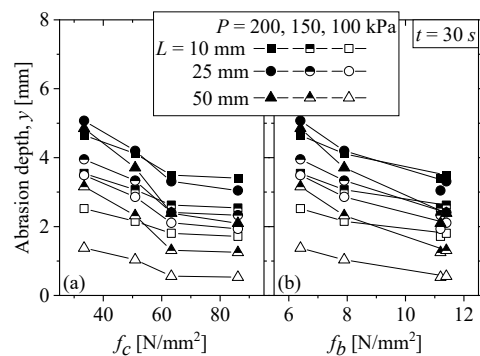 P = 200, 150, 100 kPa
L = 10 mm
25 mm
50 mm
t = 30 s
Abrasion depth, y [mm]
8
6
4
2
0
(a)
(b)
40 60 80
6 8 10 12
f_c [N/mm²]
f_b [N/mm²]